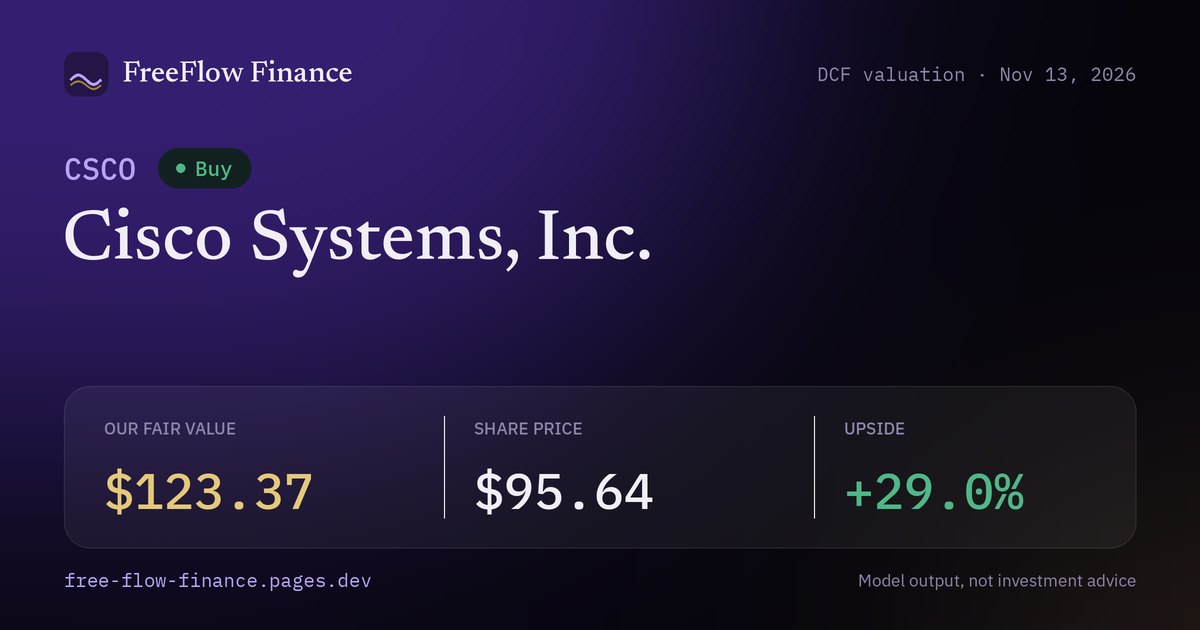 FreeFlow Finance
DCF valuation · Nov 13, 2026
CSCO
Buy
Cisco Systems, Inc.
OUR FAIR VALUE
$123.37
SHARE PRICE
$95.64
UPSIDE
+29.0%
free-flow-finance.pages.dev
Model output, not investment advice